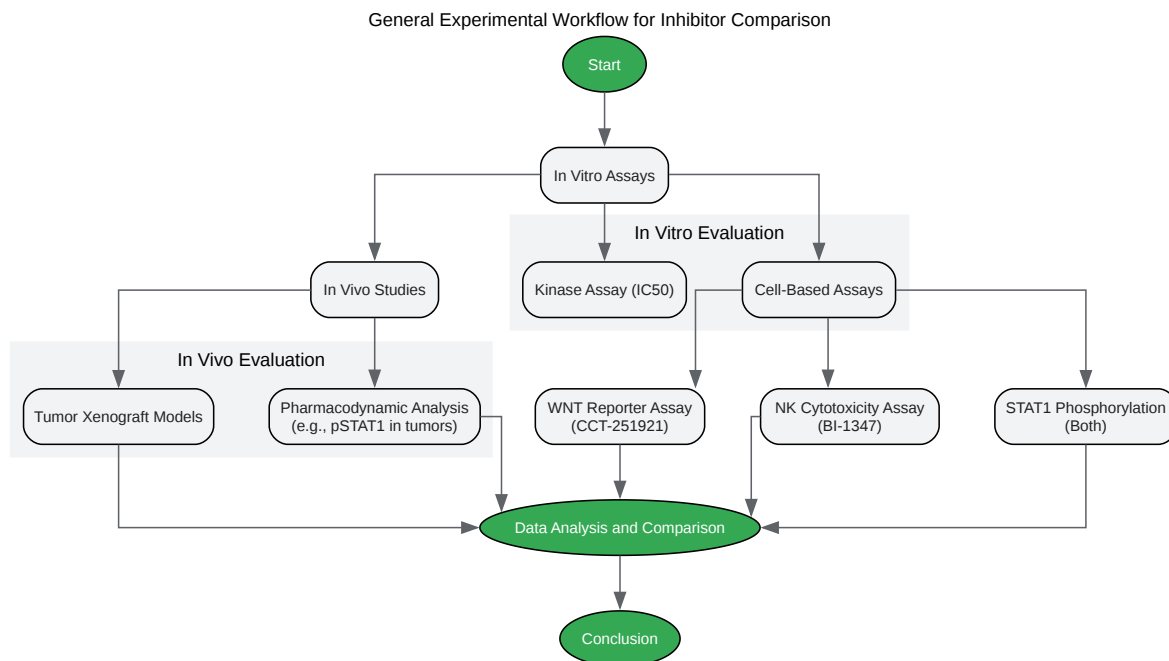 General Experimental Workflow for Inhibitor Comparison
Start
In Vitro Assays
In Vitro Evaluation
In Vivo Studies
Kinase Assay (IC50)
Cell-Based Assays
In Vivo Evaluation
Tumor Xenograft Models
Pharmacodynamic Analysis
(e.g., pSTAT1 in tumors)
WNT Reporter Assay
(CCT-251921)
NK Cytotoxicity Assay
(BI-1347)
STAT1 Phosphorylation
(Both)
Data Analysis and Comparison
Conclusion